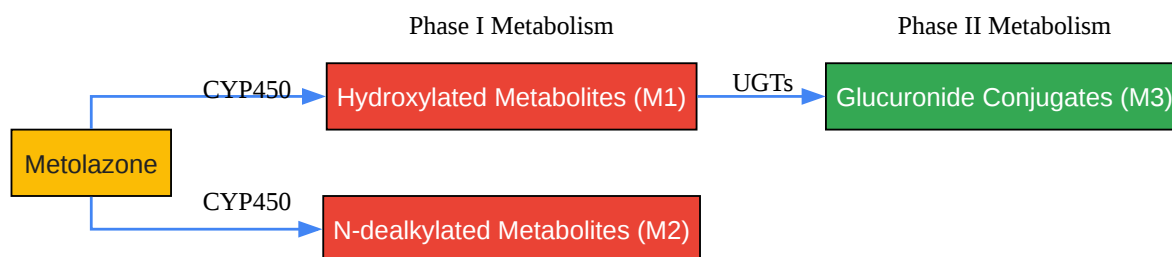 Phase I Metabolism
Phase II Metabolism
CYP450
Hydroxylated Metabolites (M1)
UGTs
Glucuronide Conjugates (M3)
Metolazone
CYP450
N-dealkylated Metabolites (M2)